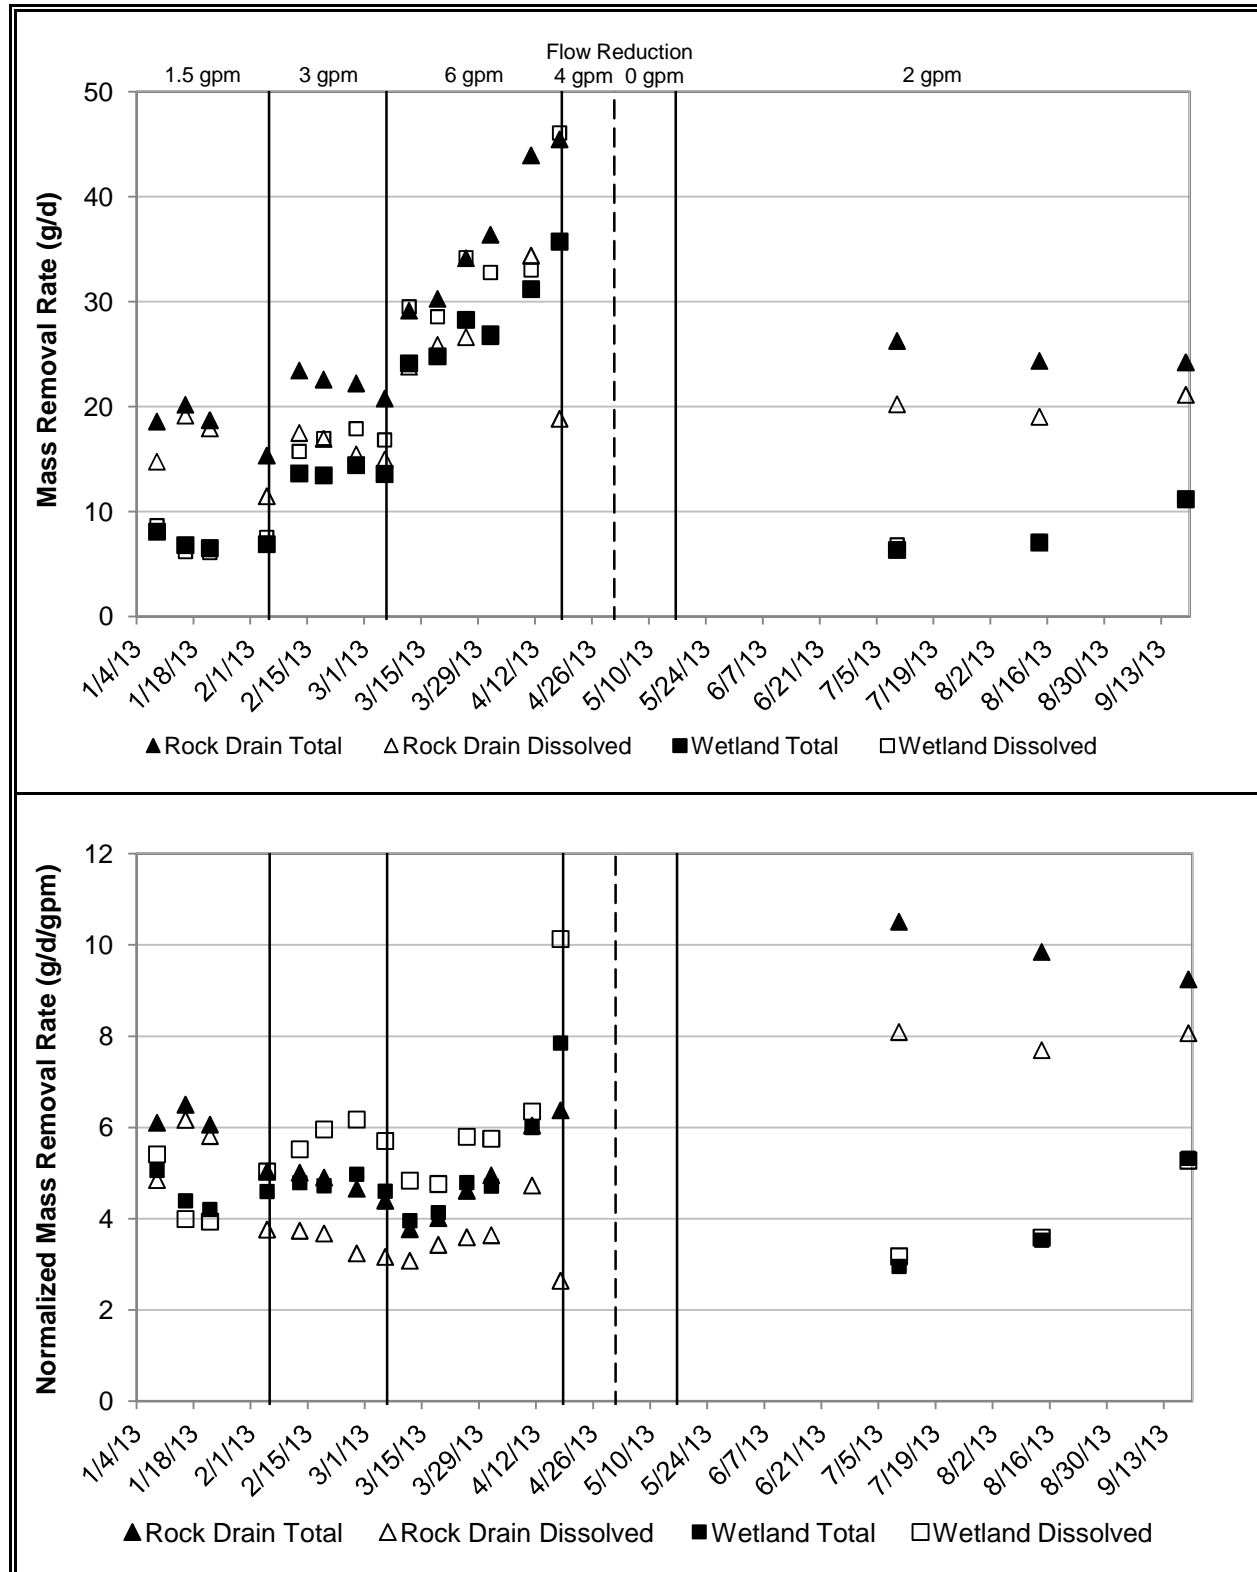 Flow Reduction
1.5 gpm 3 gpm 6 gpm 4 gpm 0 gpm 2 gpm
Mass Removal Rate (g/d)
50
40
30
20
10
0
1/4/13 1/18/13 2/1/13 2/15/13 3/1/13 3/15/13 3/29/13 4/12/13 4/26/13 5/10/13 5/24/13 6/7/13 6/21/13 7/5/13 7/19/13 8/2/13 8/16/13 8/30/13 9/13/13
Rock Drain Total Rock Drain Dissolved Wetland Total Wetland Dissolved
Normalized Mass Removal Rate (g/d/gpm)
12
10
8
6
4
2
0
1/4/13 1/18/13 2/1/13 2/15/13 3/1/13 3/15/13 3/29/13 4/12/13 4/26/13 5/10/13 5/24/13 6/7/13 6/21/13 7/5/13 7/19/13 8/2/13 8/16/13 8/30/13 9/13/13
Rock Drain Total Rock Drain Dissolved Wetland Total Wetland Dissolved